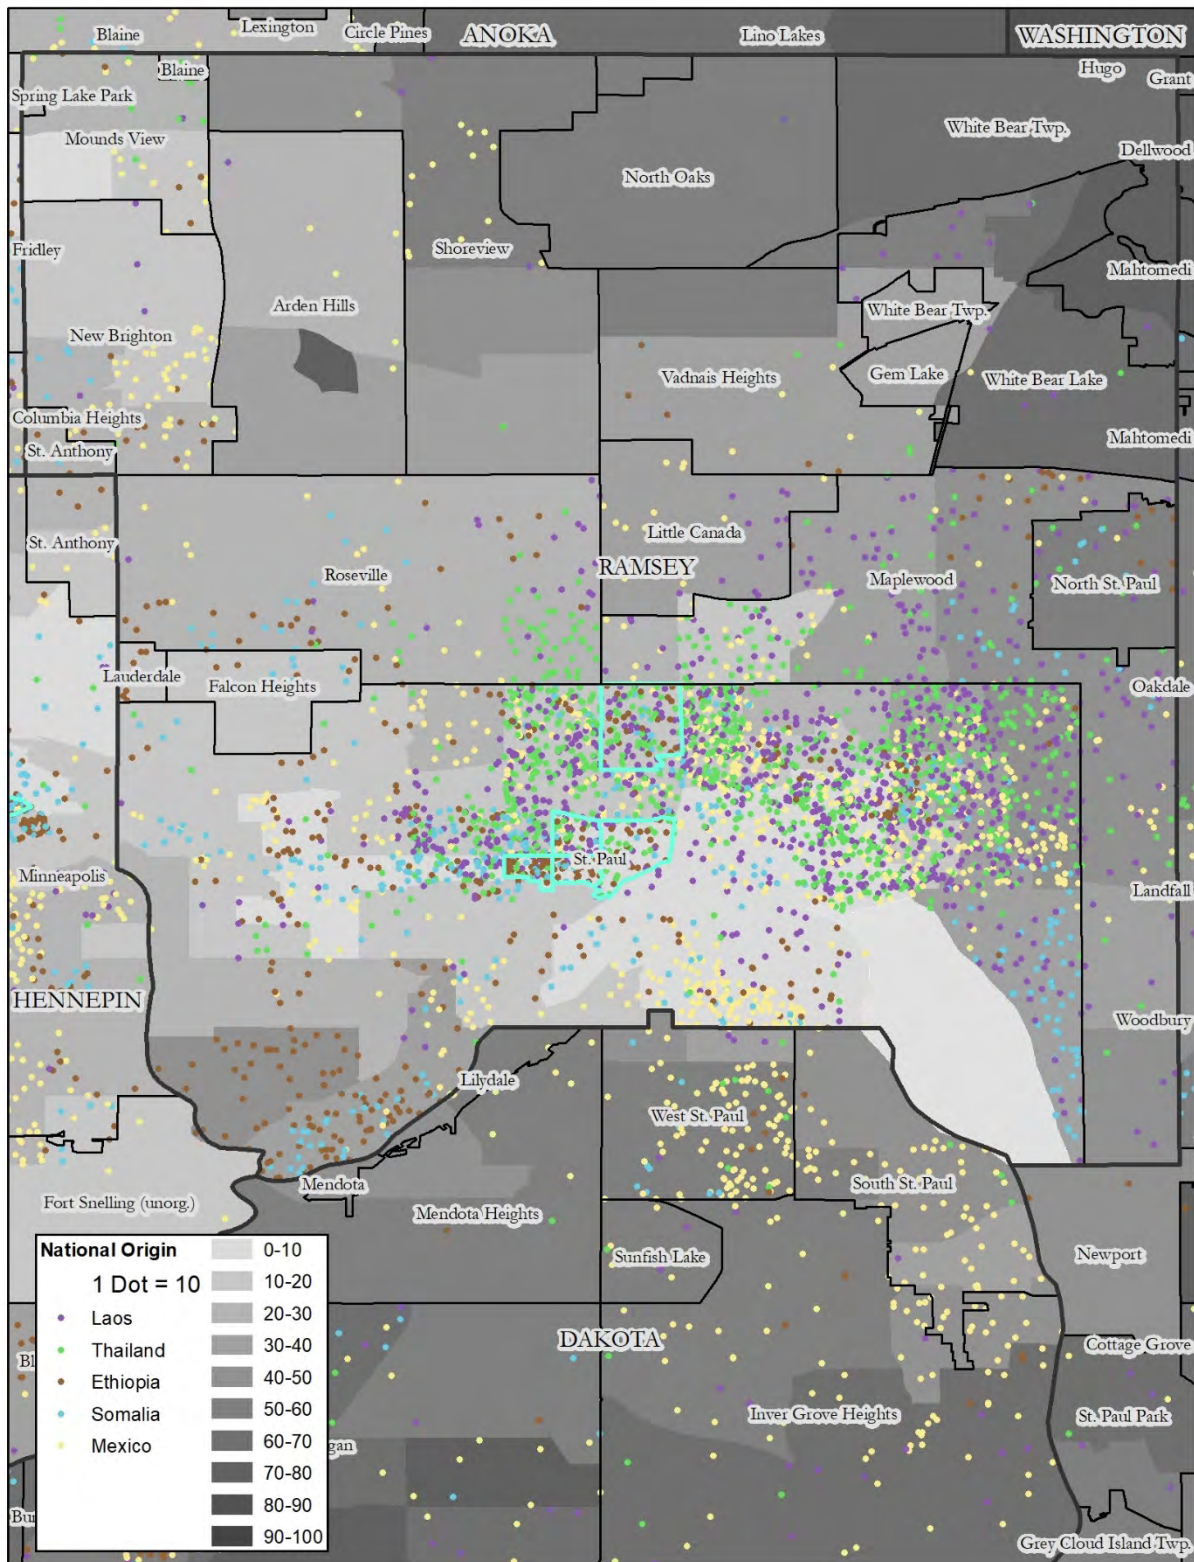 Blaine
Lexington
Circle Pines
ANOKA
Lino Lakes
WASHINGTON
Blaine
Hugo
Grant
Spring Lake Park
Mounds View
White Bear Twp.
Dellwood
North Oaks
Fridley
Shoreview
Mahtomedi
Arden Hills
White Bear Twp.
New Brighton
Vadnais Heights
Gem Lake
White Bear Lake
Columbia Heights
Mahtomedi
St. Anthony
St. Anthony
Little Canada
Roseville
RAMSEY
Maplewood
North St. Paul
Lauderdale
Falcon Heights
Oakdale
St. Paul
Minneapolis
Landfall
HENNEPIN
Woodbury
Lilydale
West St. Paul
Mendota
South St. Paul
Fort Snelling (unorg.)
Mendota Heights
Sunfish Lake
Newport
DAKOTA
Cottage Grove
Inver Grove Heights
St. Paul Park
Grey Cloud Island Twp.
National Origin
1 Dot = 10
Laos
Thailand
Ethiopia
Somalia
Mexico
0-10
10-20
20-30
30-40
40-50
50-60
60-70
70-80
80-90
90-100